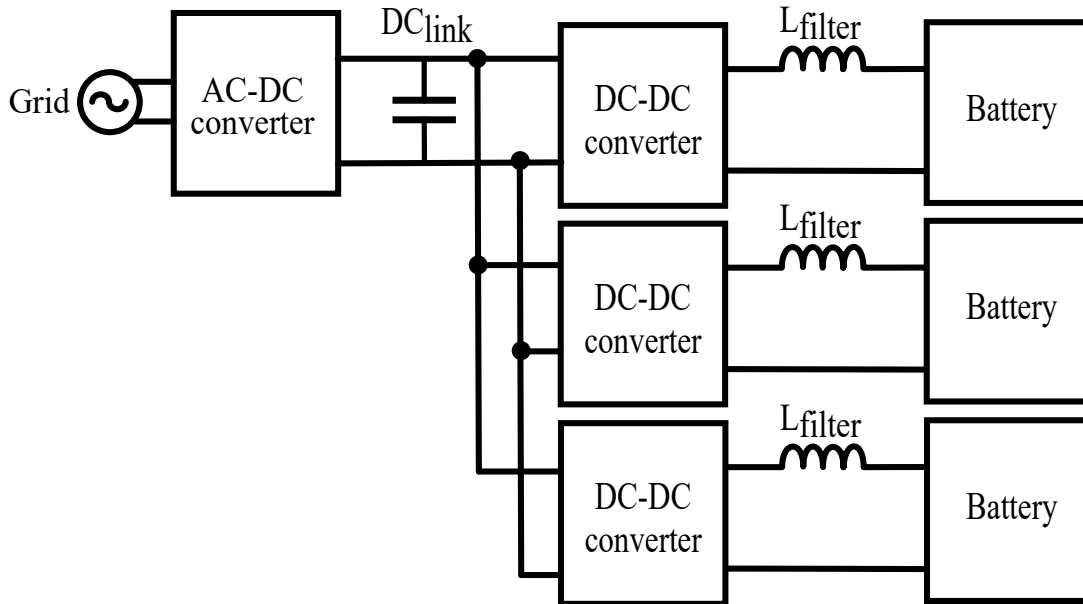 DClink
Lfilter
Grid
AC-DC
converter
DC-DC
converter
Battery
Lfilter
DC-DC
converter
Battery
Lfilter
DC-DC
converter
Battery